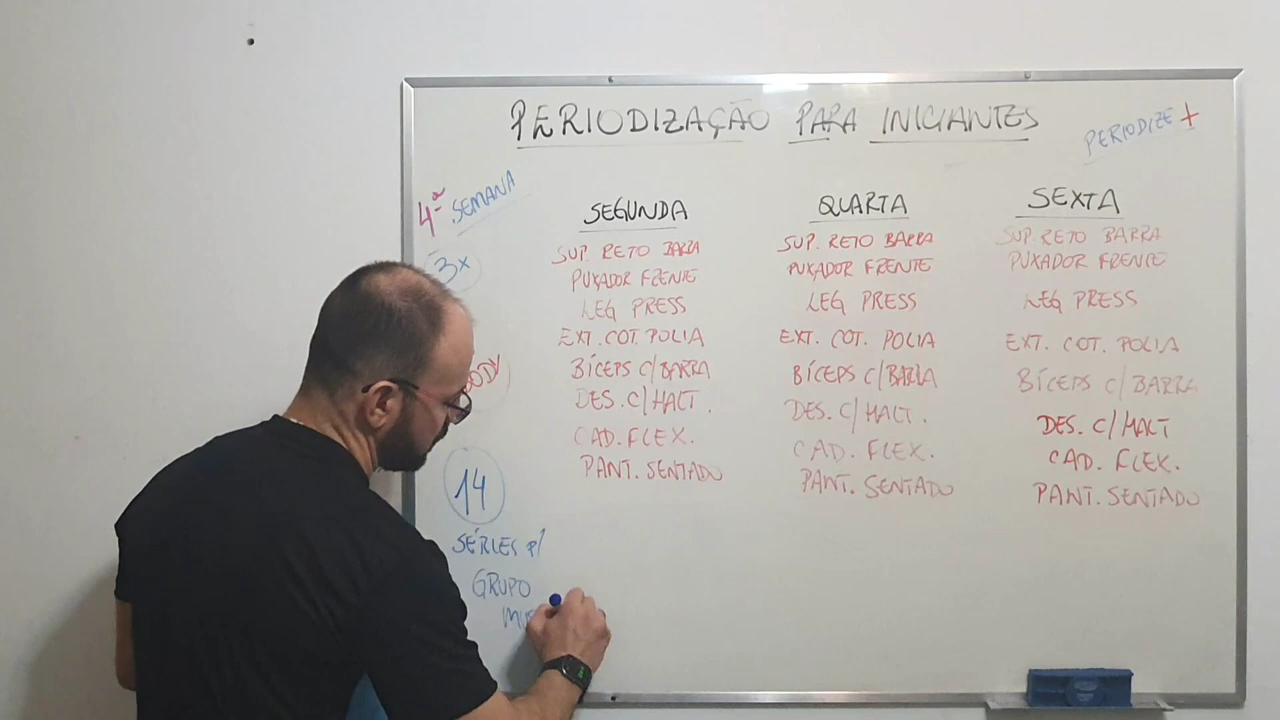 PERIODIZAÇÃO PARA INICIANTES
PERIODIZE +
4ª SEMANA
3X
14
SÉRIES P/
GRUPO
SEGUNDA
SUP. RETO BARRA
PUXADOR FRENTE
LEG PRESS
EXT. COT. POLIA
BÍCEPS C/BARRA
DES. C/HALT.
CAD. FLEX.
PANT. SENTADO
QUARTA
SUP. RETO BARRA
PUXADOR FRENTE
LEG PRESS
EXT. COT. POLIA
BÍCEPS C/BARRA
DES. C/HALT.
CAD. FLEX.
PANT. SENTADO
SEXTA
SUP. RETO BARRA
PUXADOR FRENTE
LEG PRESS
EXT. COT. POLIA
BÍCEPS C/BARRA
DES. C/HALT
CAD. FLEX.
PANT. SENTADO